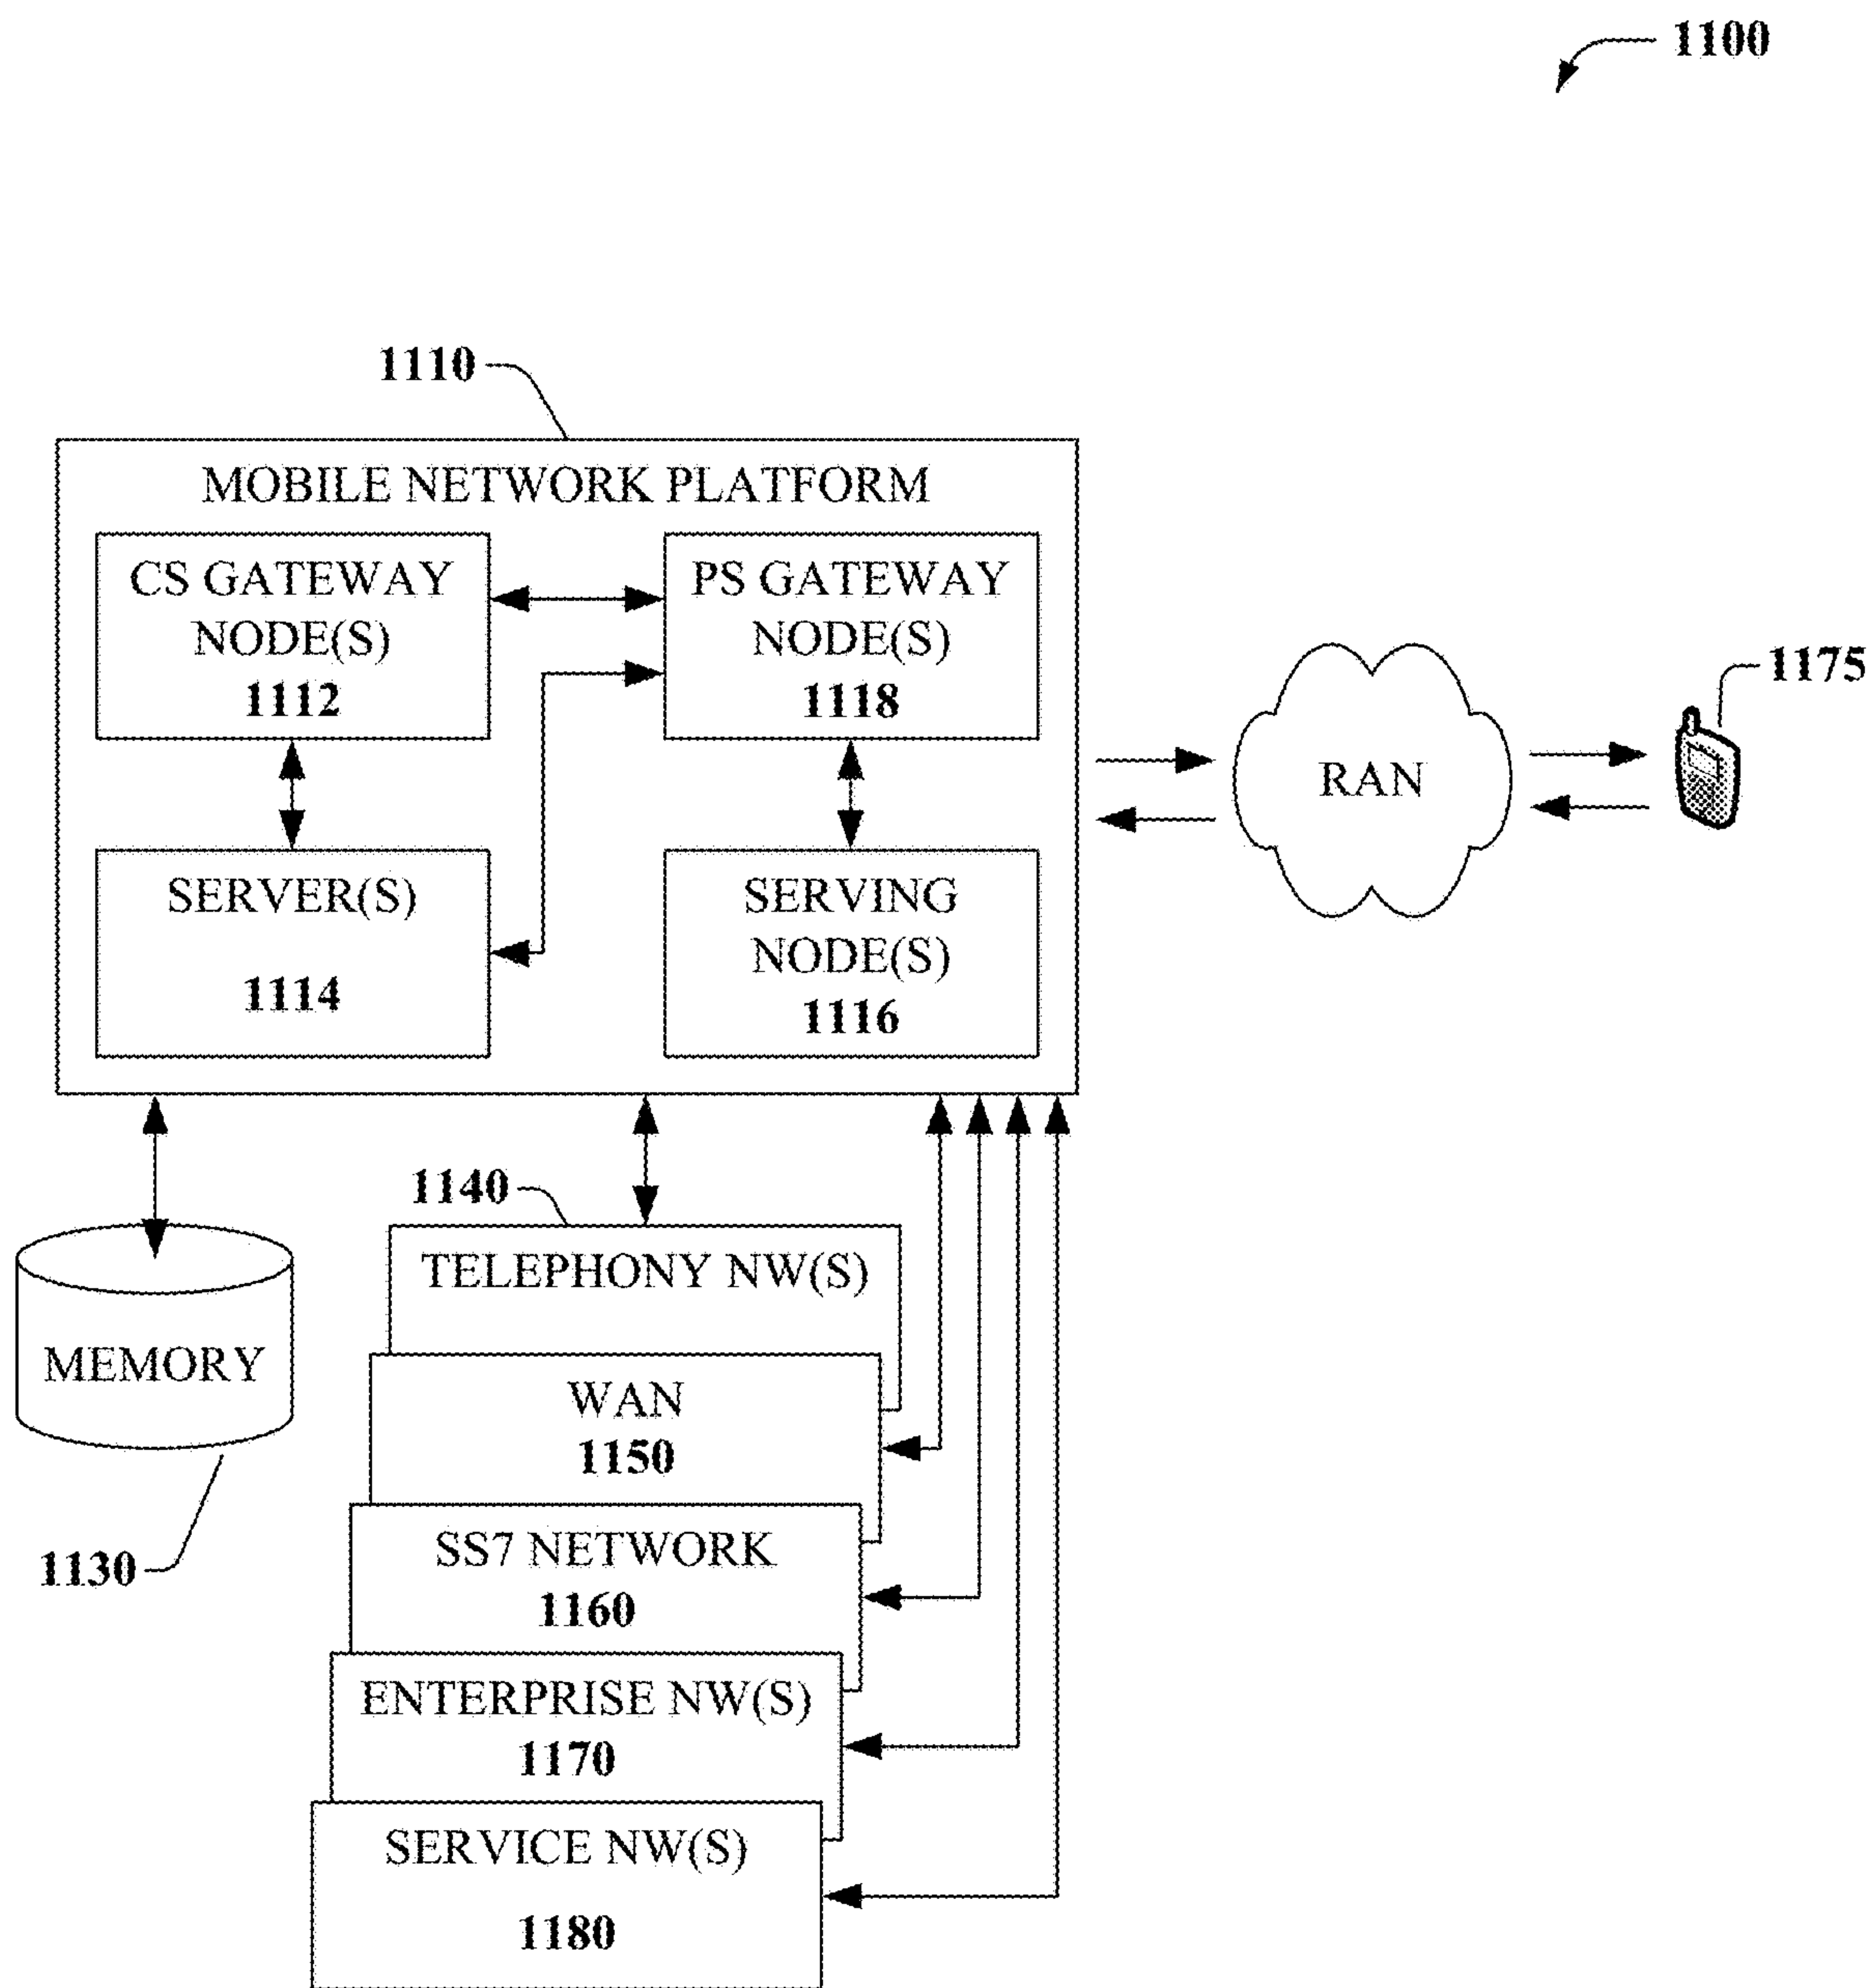 1100
1110
MOBILE NETWORK PLATFORM
CS GATEWAY
NODE(S)
1112
PS GATEWAY
NODE(S)
1118
SERVER(S)
1114
SERVING
NODE(S)
1116
RAN
1175
1140
TELEPHONY NW(S)
MEMORY
1130
WAN
1150
SS7 NETWORK
1160
ENTERPRISE NW(S)
1170
SERVICE NW(S)
1180